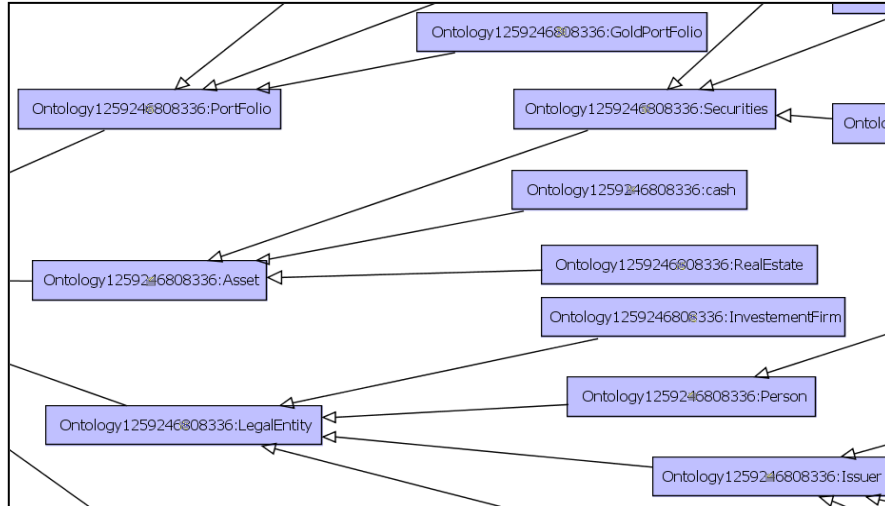 Ontology1259246808336:GoldPortFolio
Ontology1259246808336:PortFolio
Ontology1259246808336:Securities
Ontolo
Ontology1259246808336:cash
Ontology1259246808336:RealEstate
Ontology1259246808336:Asset
Ontology1259246808336:InvestementFirm
Ontology1259246808336:Person
Ontology1259246808336:LegalEntity
Ontology1259246808336:Issuer